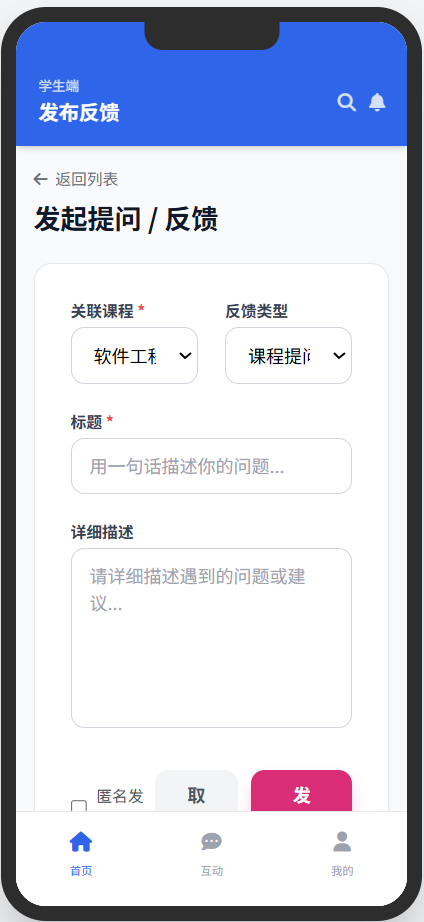 学生端
发布反馈
返回列表
发起提问 / 反馈
关联课程 * 反馈类型
软件工 课程提
标题 *
用一句话描述你的问题...
详细描述
请详细描述遇到的问题或建
议...
匿名发 取 发
首页 互动 我的